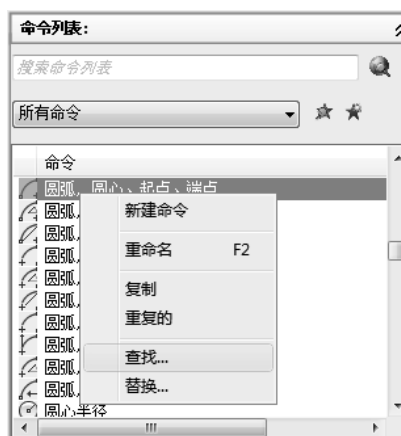 命令列表:
搜索命令列表
所有命令
命令
圆弧，圆心、起点、端点
圆弧,
新建命令
圆弧,
圆弧,
重命名 F2
圆弧,
圆弧,
复制
圆弧,
重复的
圆弧,
圆弧,
查找...
圆弧,
替换...
圆心半径